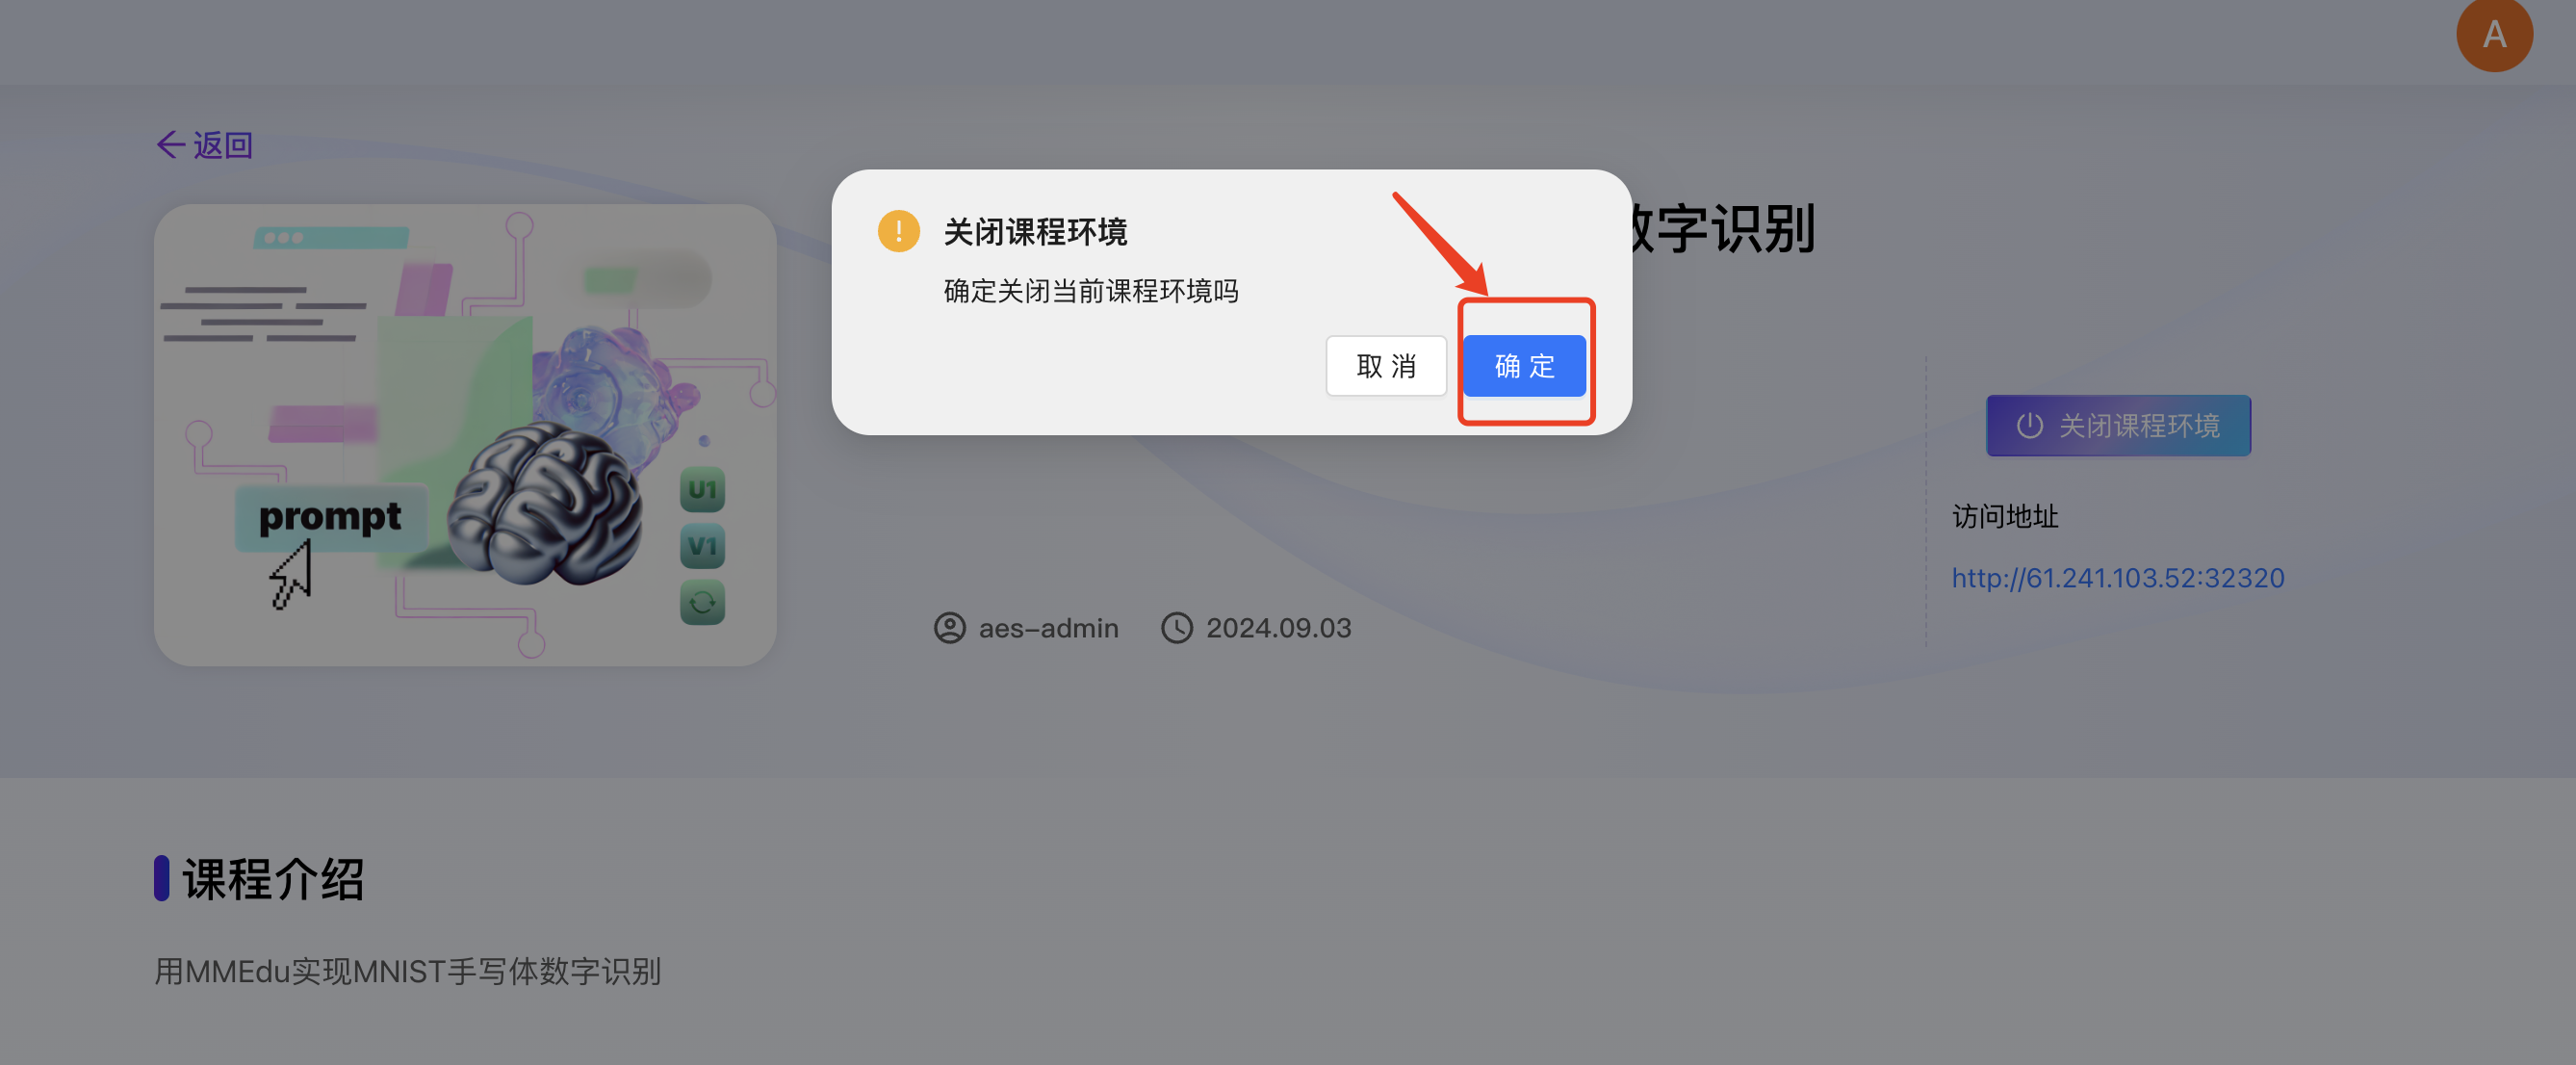 A
返回
关闭课程环境
确定关闭当前课程环境吗
取 消
确 定
数字识别
prompt
U1
V1
aes-admin
2024.09.03
关闭课程环境
访问地址
http://61.241.103.52:32320
课程介绍
用MMEdu实现MNIST手写体数字识别